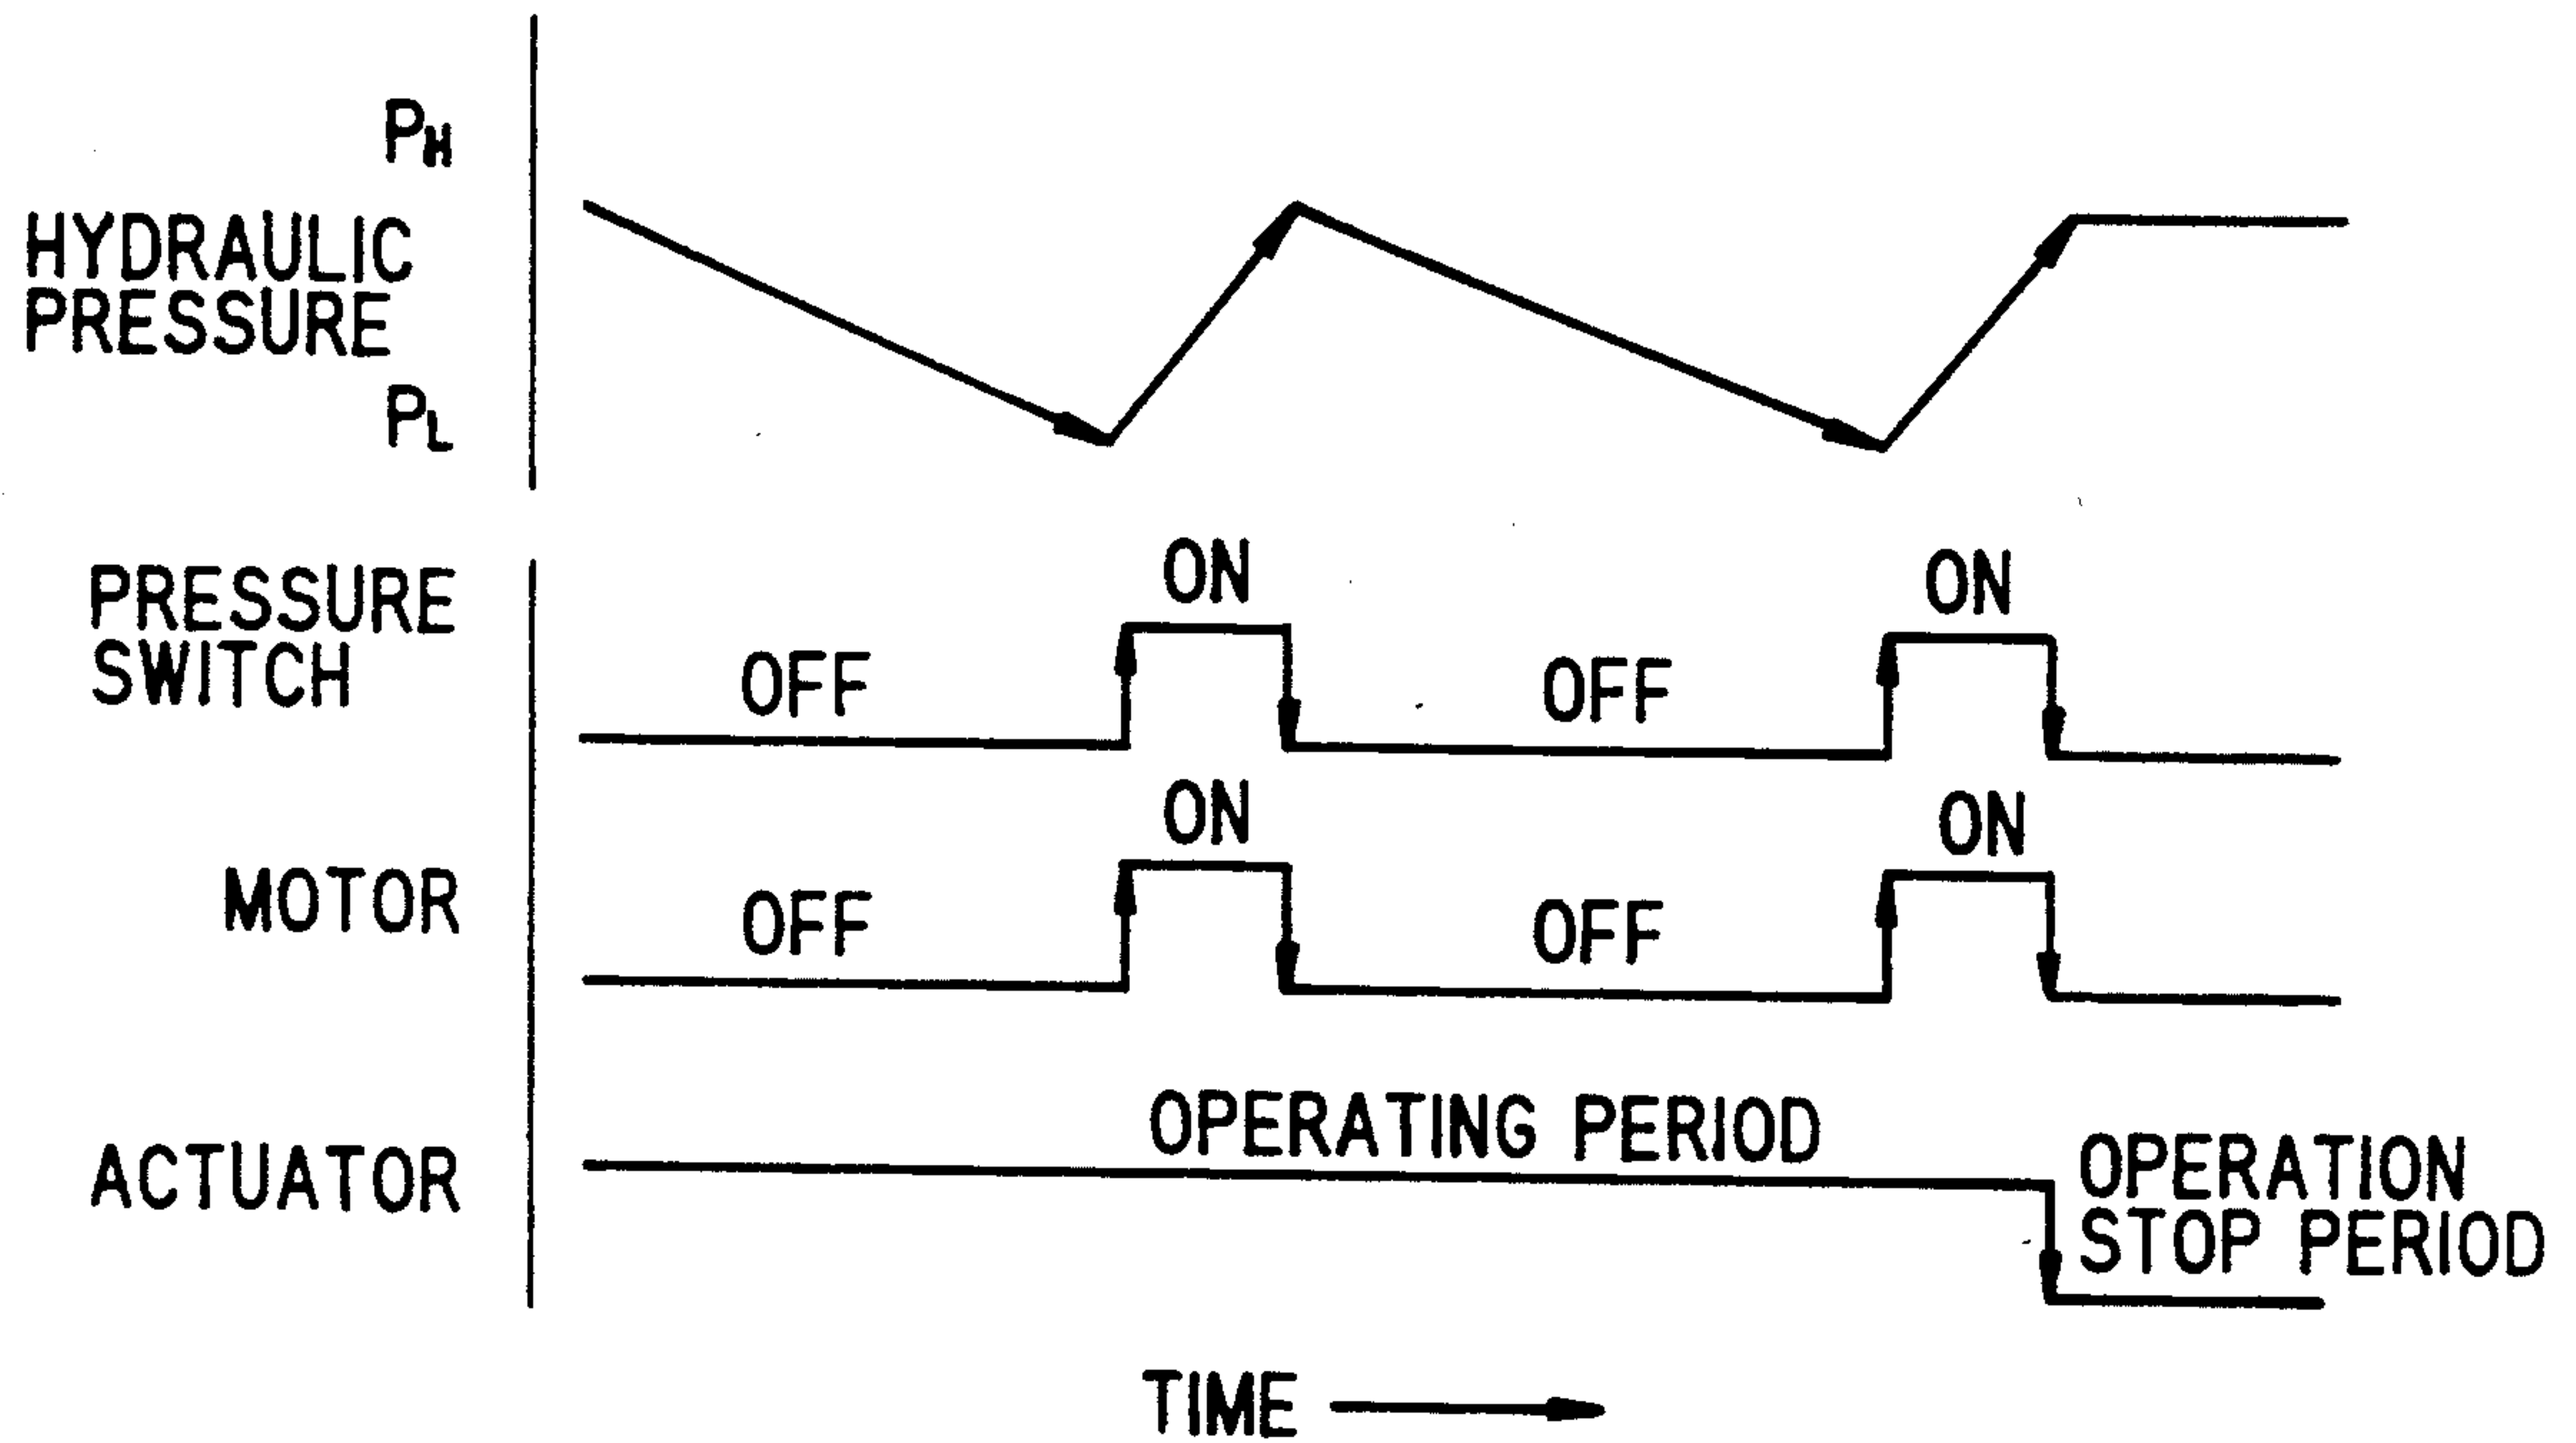 PH
HYDRAULIC
PRESSURE
PL
PRESSURE
SWITCH
OFF
ON
OFF
ON
MOTOR
OFF
ON
OFF
ON
ACTUATOR
OPERATING PERIOD
OPERATION
STOP PERIOD
TIME